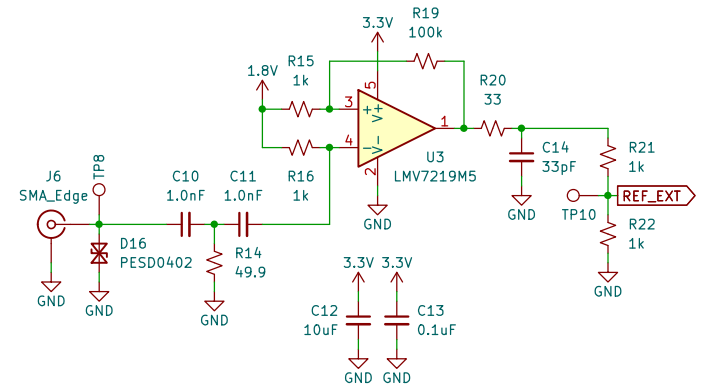 3.3V
R19
100k
1.8V
R15
1k
3
+
V+
5
1
R20
33
4
−
V−
2
R16
1k
U3
LMV7219M5
GND
C14
33pF
GND
R21
1k
TP10
REF_EXT
R22
1k
GND
J6
SMA_Edge
TP8
C10
1.0nF
C11
1.0nF
D16
PESD0402
GND
GND
R14
49.9
GND
3.3V
3.3V
C12
10uF
C13
0.1uF
GND
GND